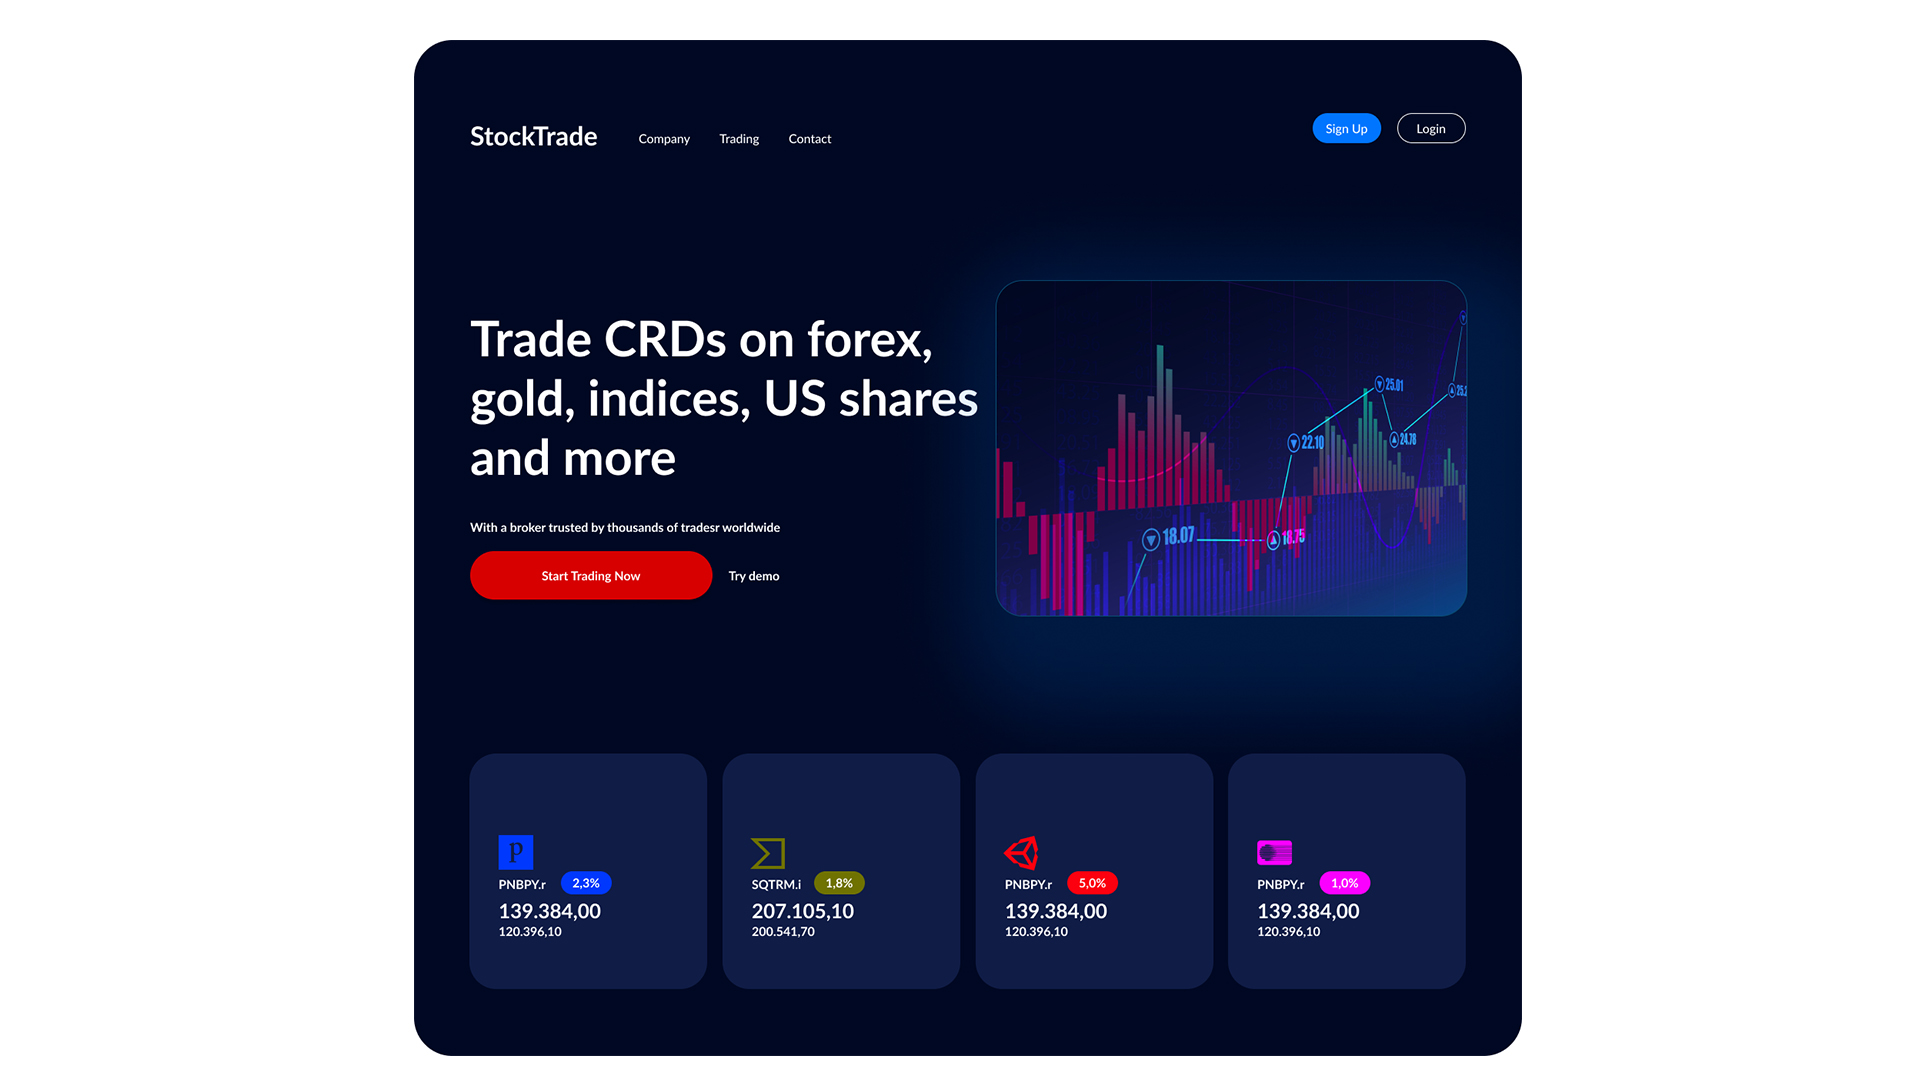 StockTrade
Company
Trading
Contact
Sign Up
Login
Trade CRDs on forex,
gold, indices, US shares
and more
With a broker trusted by thousands of tradesr worldwide
Start Trading Now
Try demo
25.01
22.10
24.78
18.07
18.75
p
PNBPY.r
2,3%
139.384,00
120.396,10
SQTRM.i
1,8%
207.105,10
200.541,70
PNBPY.r
5,0%
139.384,00
120.396,10
PNBPY.r
1,0%
139.384,00
120.396,10